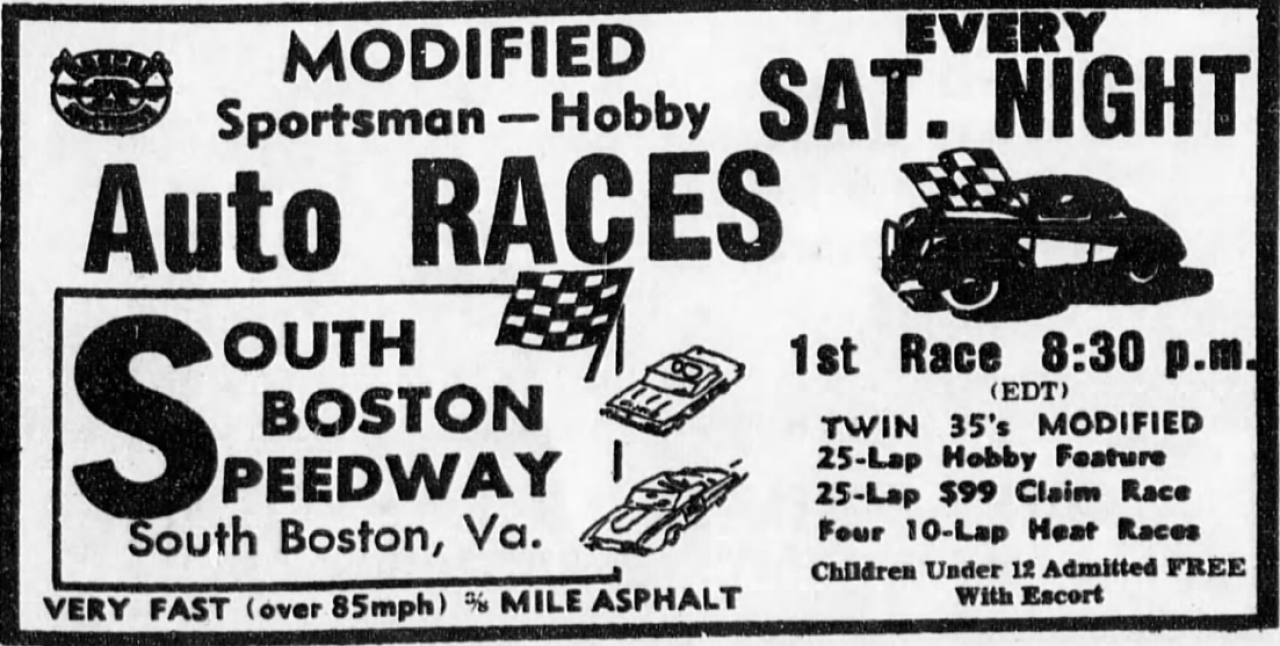 MODIFIED
Sportsman — Hobby
Auto RACES
EVERY
SAT. NIGHT
SOUTH
BOSTON
SPEEDWAY
South Boston, Va.
VERY FAST (over 85mph) ⅜ MILE ASPHALT
1st Race 8:30 p.m.
(EDT)
TWIN 35's MODIFIED
25-Lap Hobby Feature
25-Lap $99 Claim Race
Four 10-Lap Heat Races
Children Under 12 Admitted FREE
With Escort